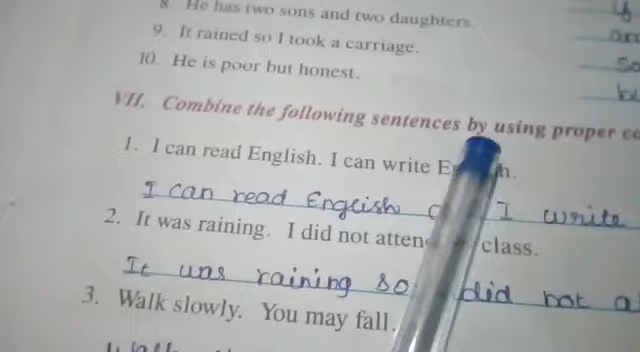 8. He has two sons and two daughters.
9. It rained so I took a carriage.
10. He is poor but honest.
VII. Combine the following sentences by using proper
1. I can read English. I can write
I can read English I write
2. It was raining. I did not class.
It was raining so did not
3. Walk slowly. You may fall.